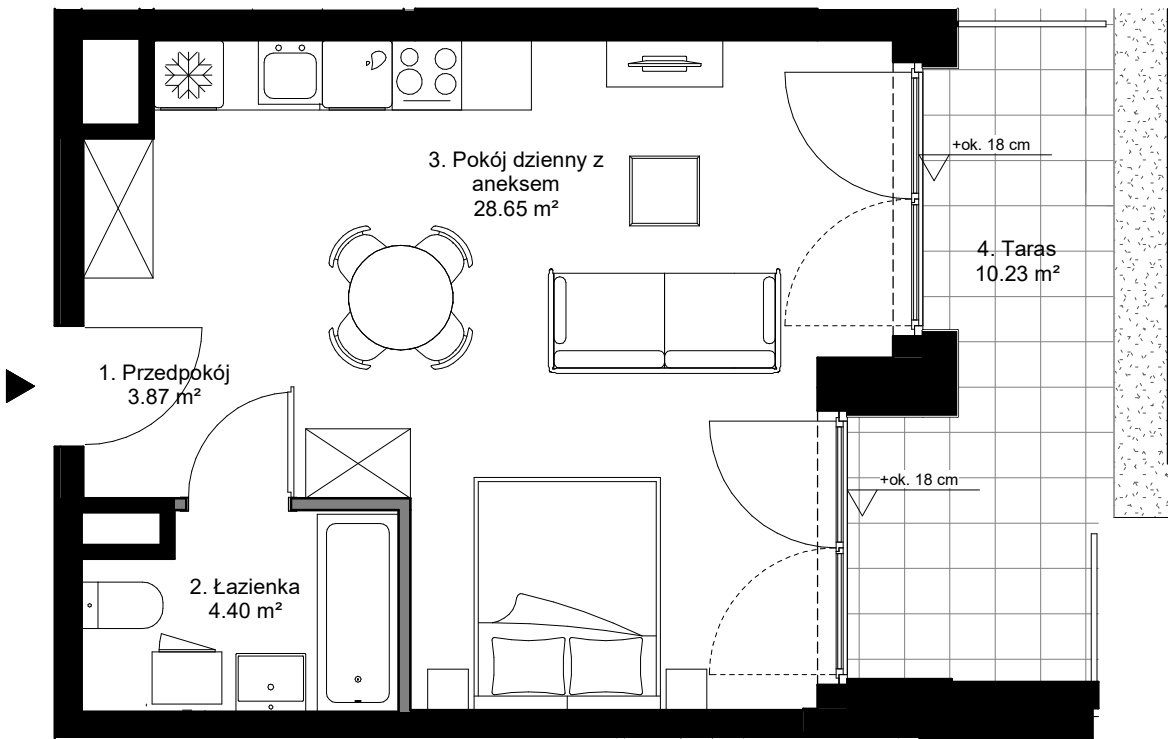 3. Pokój dzienny z
aneksem
28.65 m²
+ok. 18 cm
4. Taras
10.23 m²
1. Przedpokój
3.87 m²
+ok. 18 cm
2. Łazienka
4.40 m²